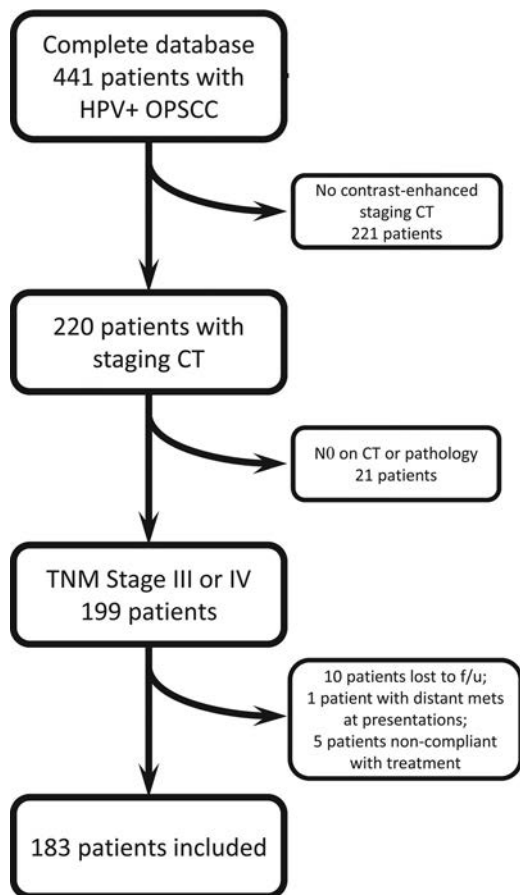 Complete database
441 patients with
HPV+ OPSCC
No contrast-enhanced
staging CT
221 patients
220 patients with
staging CT
N0 on CT or pathology
21 patients
TNM Stage III or IV
199 patients
10 patients lost to f/u;
1 patient with distant mets
at presentations;
5 patients non-compliant
with treatment
183 patients included